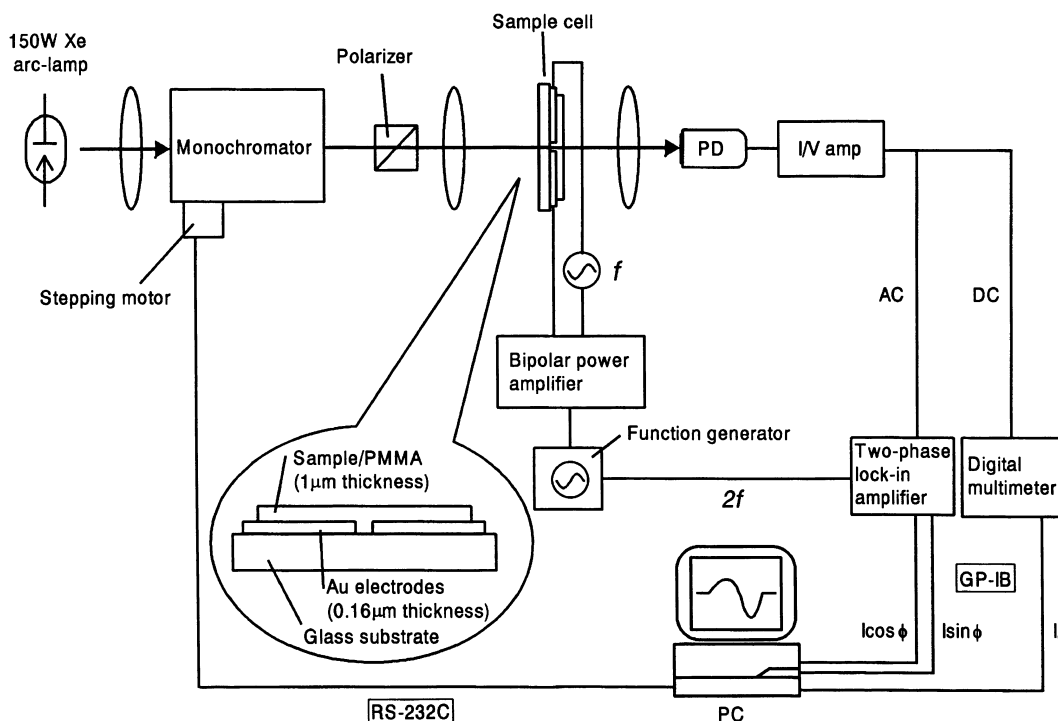 150W Xe
arc-lamp
Sample cell
Polarizer
Monochromator
PD
I/V amp
Stepping motor
f
AC
DC
Bipolar power
amplifier
Function generator
Sample/PMMA
(1μm thickness)
Two-phase
lock-in
amplifier
Digital
multimeter
2f
Au electrodes
(0.16μm thickness)
Glass substrate
GP-IB
Icos ϕ
Isin ϕ
RS-232C
PC